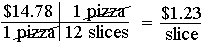 $14.78 | 1 pizza = $1.23
1 pizza | 12 slices slice